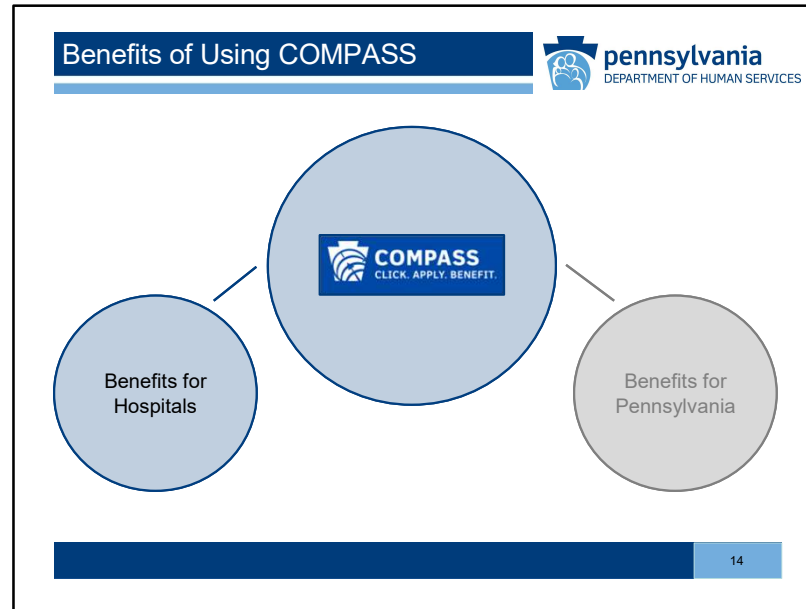 Benefits of Using COMPASS
pennsylvania
DEPARTMENT OF HUMAN SERVICES
COMPASS
CLICK. APPLY. BENEFIT.
Benefits for
Hospitals
Benefits for
Pennsylvania
14